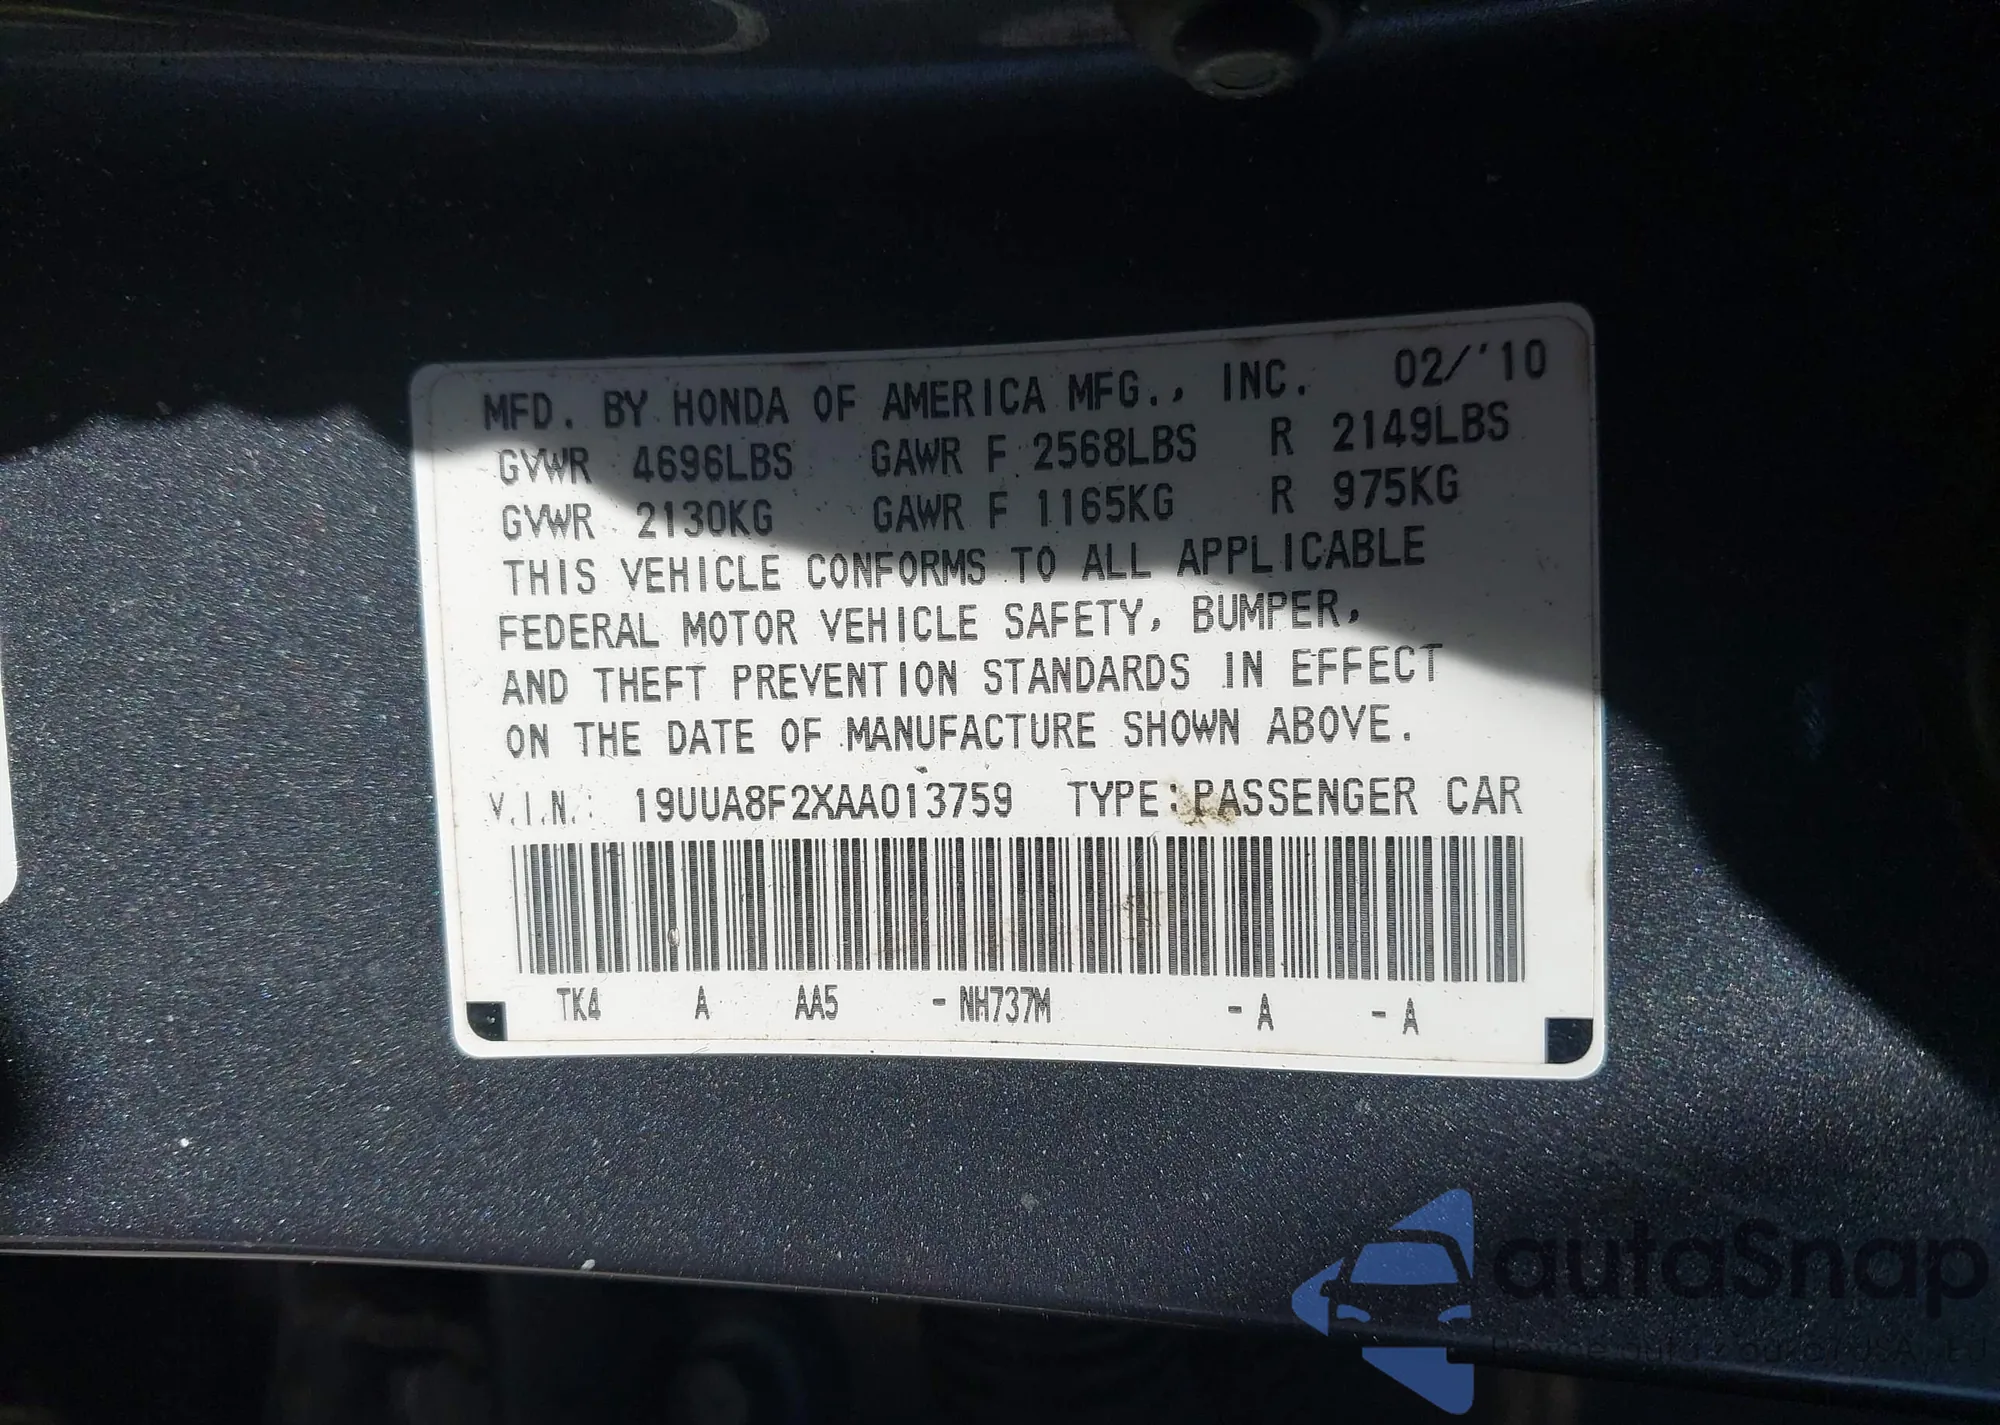 MFD. BY HONDA OF AMERICA MFG., INC. 02/'10
GVWR 4696LBS GAWR F 2568LBS R 2149LBS
GVWR 2130KG GAWR F 1165KG R 975KG
THIS VEHICLE CONFORMS TO ALL APPLICABLE
FEDERAL MOTOR VEHICLE SAFETY, BUMPER,
AND THEFT PREVENTION STANDARDS IN EFFECT
ON THE DATE OF MANUFACTURE SHOWN ABOVE.
V.I.N.: 19UUA8F2XAA013759 TYPE:PASSENGER CAR
TK4 A AA5 -NH737M -A -A
autoSnap